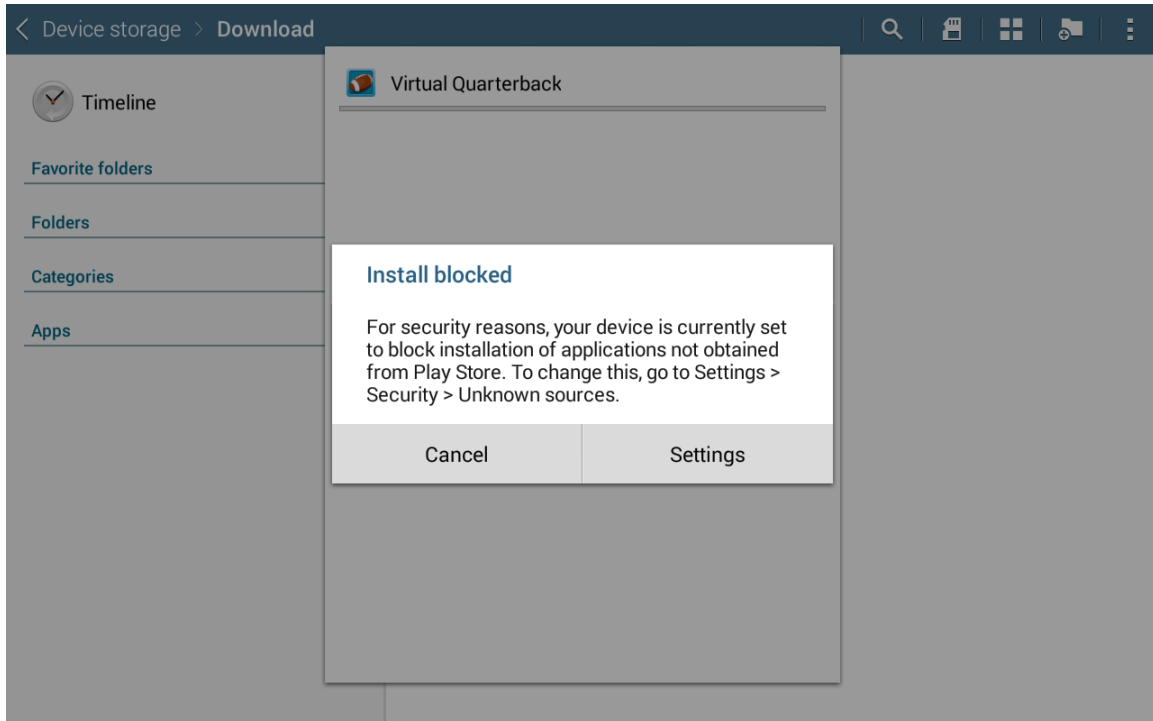 Device storage > Download
Timeline
Favorite folders
Folders
Categories
Apps
Virtual Quarterback
Install blocked
For security reasons, your device is currently set
to block installation of applications not obtained
from Play Store. To change this, go to Settings >
Security > Unknown sources.
Cancel
Settings